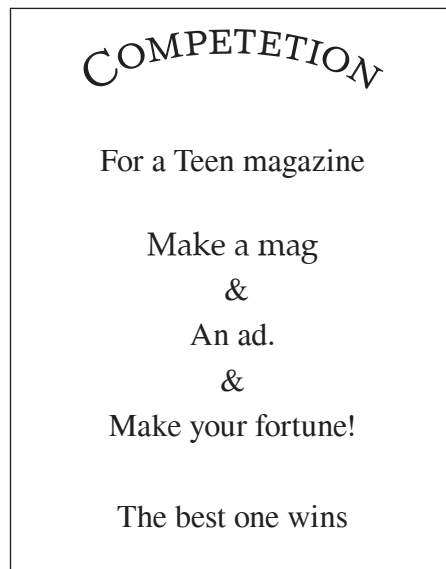 COMPETETION
For a Teen magazine
Make a mag
&
An ad.
&
Make your fortune!
The best one wins